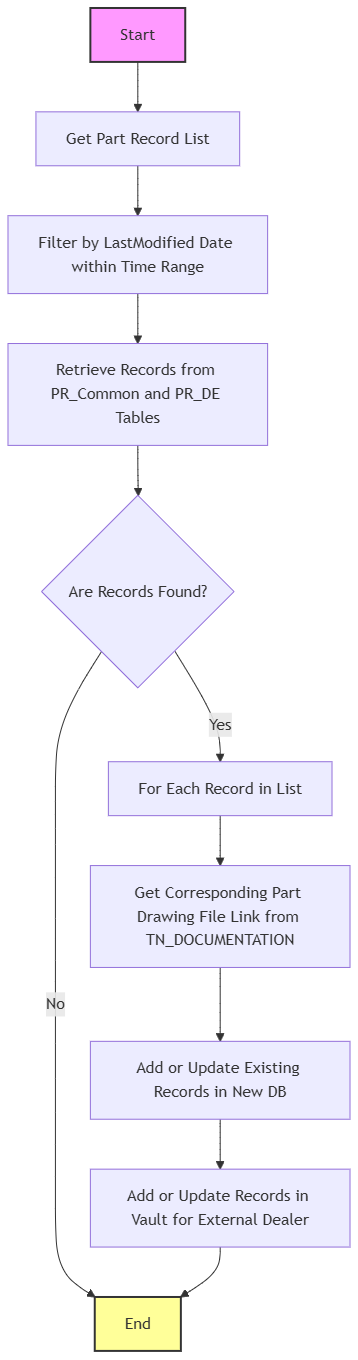 Start
Get Part Record List
Filter by LastModified Date
within Time Range
Retrieve Records from
PR_Common and PR_DE
Tables
Are Records Found?
Yes
For Each Record in List
Get Corresponding Part
Drawing File Link from
TN_DOCUMENTATION
No
Add or Update Existing
Records in New DB
Add or Update Records in
Vault for External Dealer
End